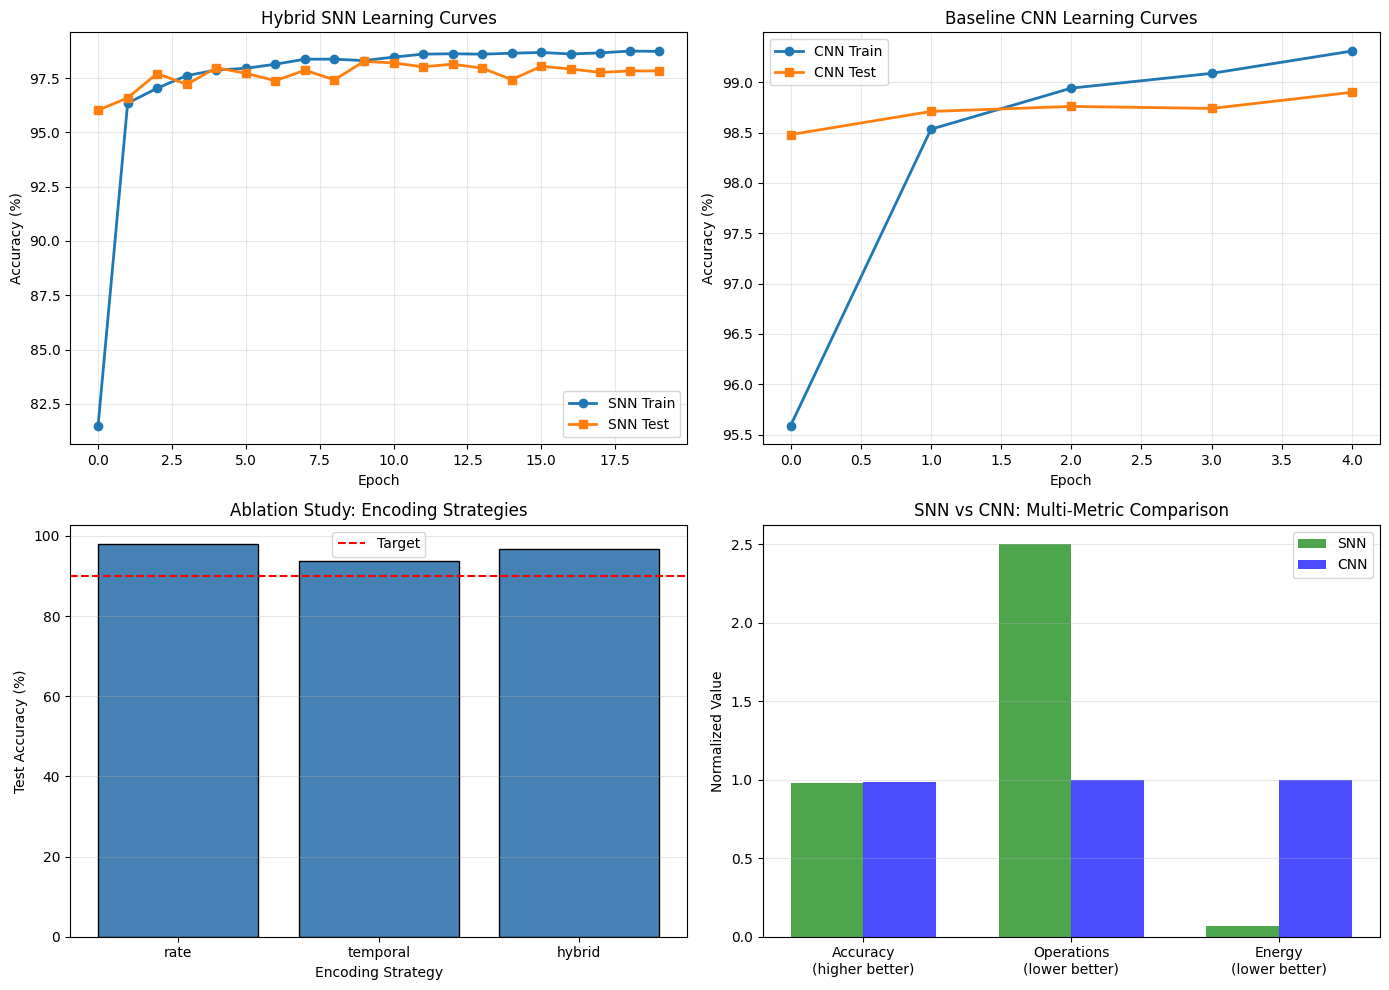 Hybrid SNN Learning Curves
Accuracy (%)
97.5
95.0
92.5
90.0
87.5
85.0
82.5
SNN Train
SNN Test
0.0 2.5 5.0 7.5 10.0 12.5 15.0 17.5
Epoch
Baseline CNN Learning Curves
CNN Train
CNN Test
Accuracy (%)
99.0
98.5
98.0
97.5
97.0
96.5
96.0
95.5
0.0 0.5 1.0 1.5 2.0 2.5 3.0 3.5 4.0
Epoch
Ablation Study: Encoding Strategies
Target
Test Accuracy (%)
100
80
60
40
20
0
rate temporal hybrid
Encoding Strategy
SNN vs CNN: Multi-Metric Comparison
SNN
CNN
Normalized Value
2.5
2.0
1.5
1.0
0.5
0.0
Accuracy Operations Energy
(higher better) (lower better) (lower better)